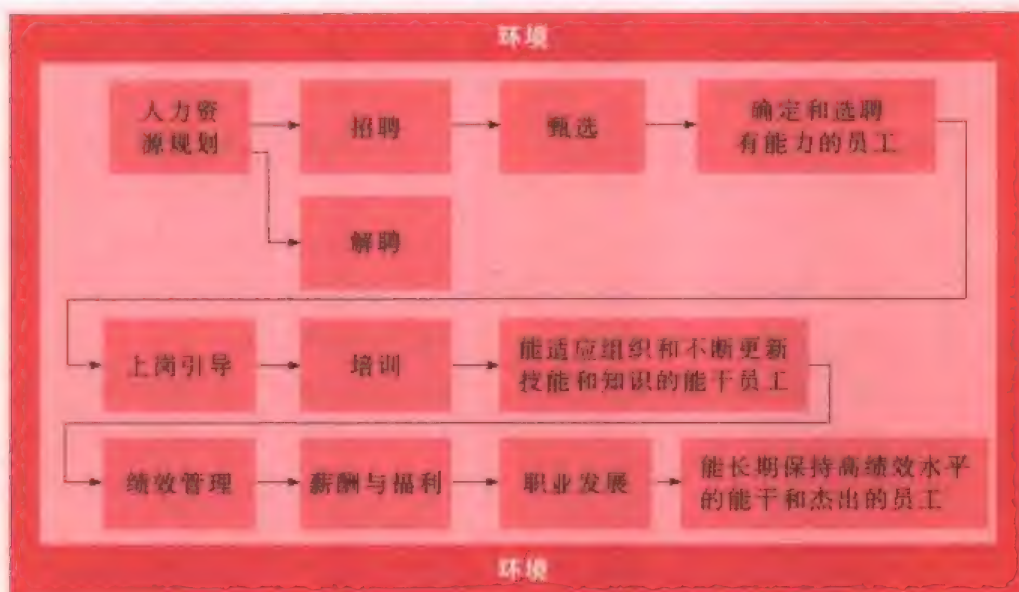 环境
人力资
源规划
招聘
甄选
确定和选聘
有能力的员工
解聘
上岗引导
培训
能适应组织和不断更新
技能和知识的能干员工
绩效管理
薪酬与福利
职业发展
能长期保持高绩效水平
的能干和杰出的员工
环境